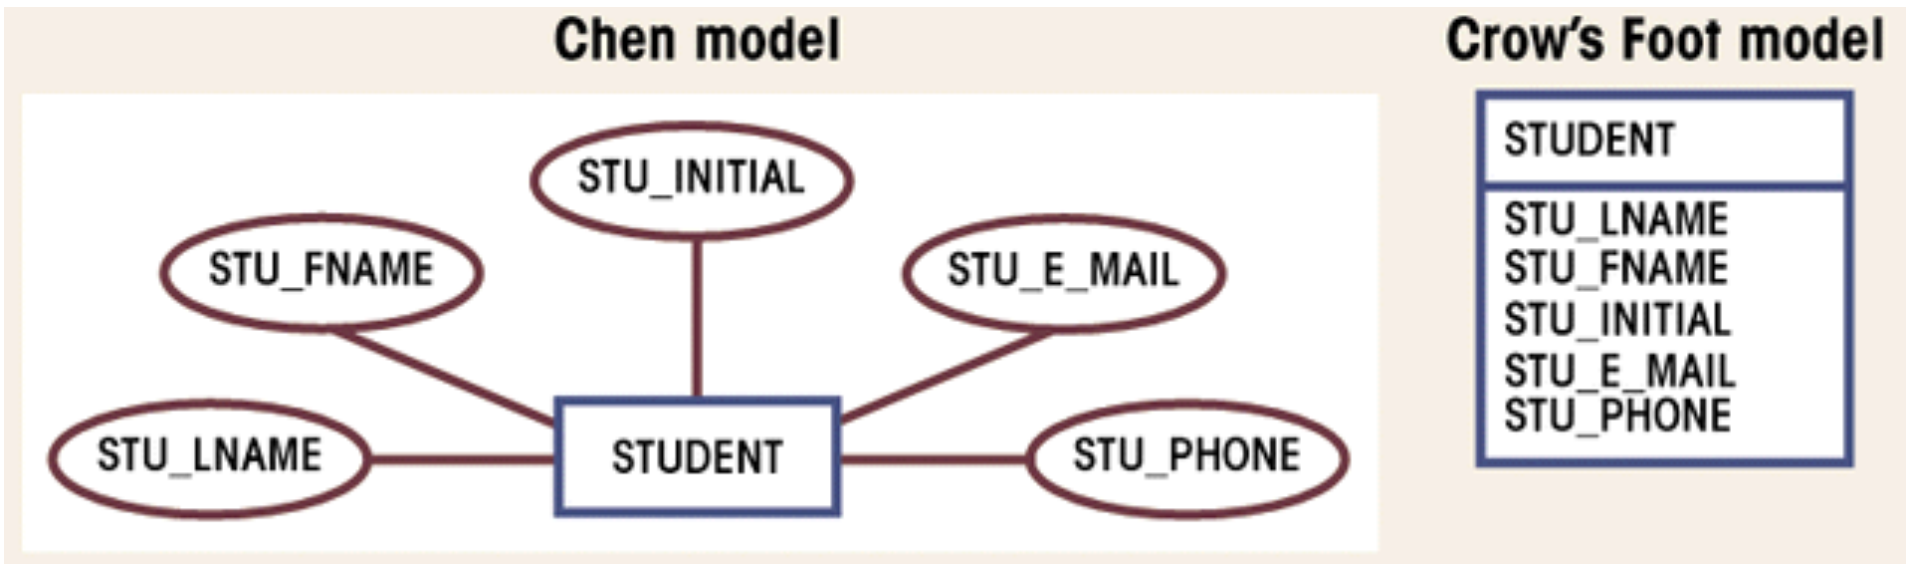 Chen model
STU_INITIAL
STU_FNAME
STU_E_MAIL
STU_LNAME
STUDENT
STU_PHONE
Crow's Foot model
STUDENT
STU_LNAME
STU_FNAME
STU_INITIAL
STU_E_MAIL
STU_PHONE